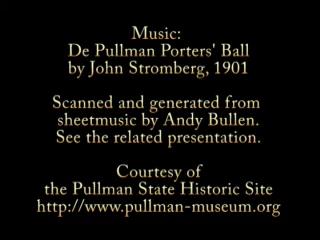 Music:
De Pullman Porters' Ball
by John Stromberg, 1901
Scanned and generated from
sheetmusic by Andy Bullen.
See the related presentation.
Courtesy of
the Pullman State Historic Site
http://www.pullman-museum.org